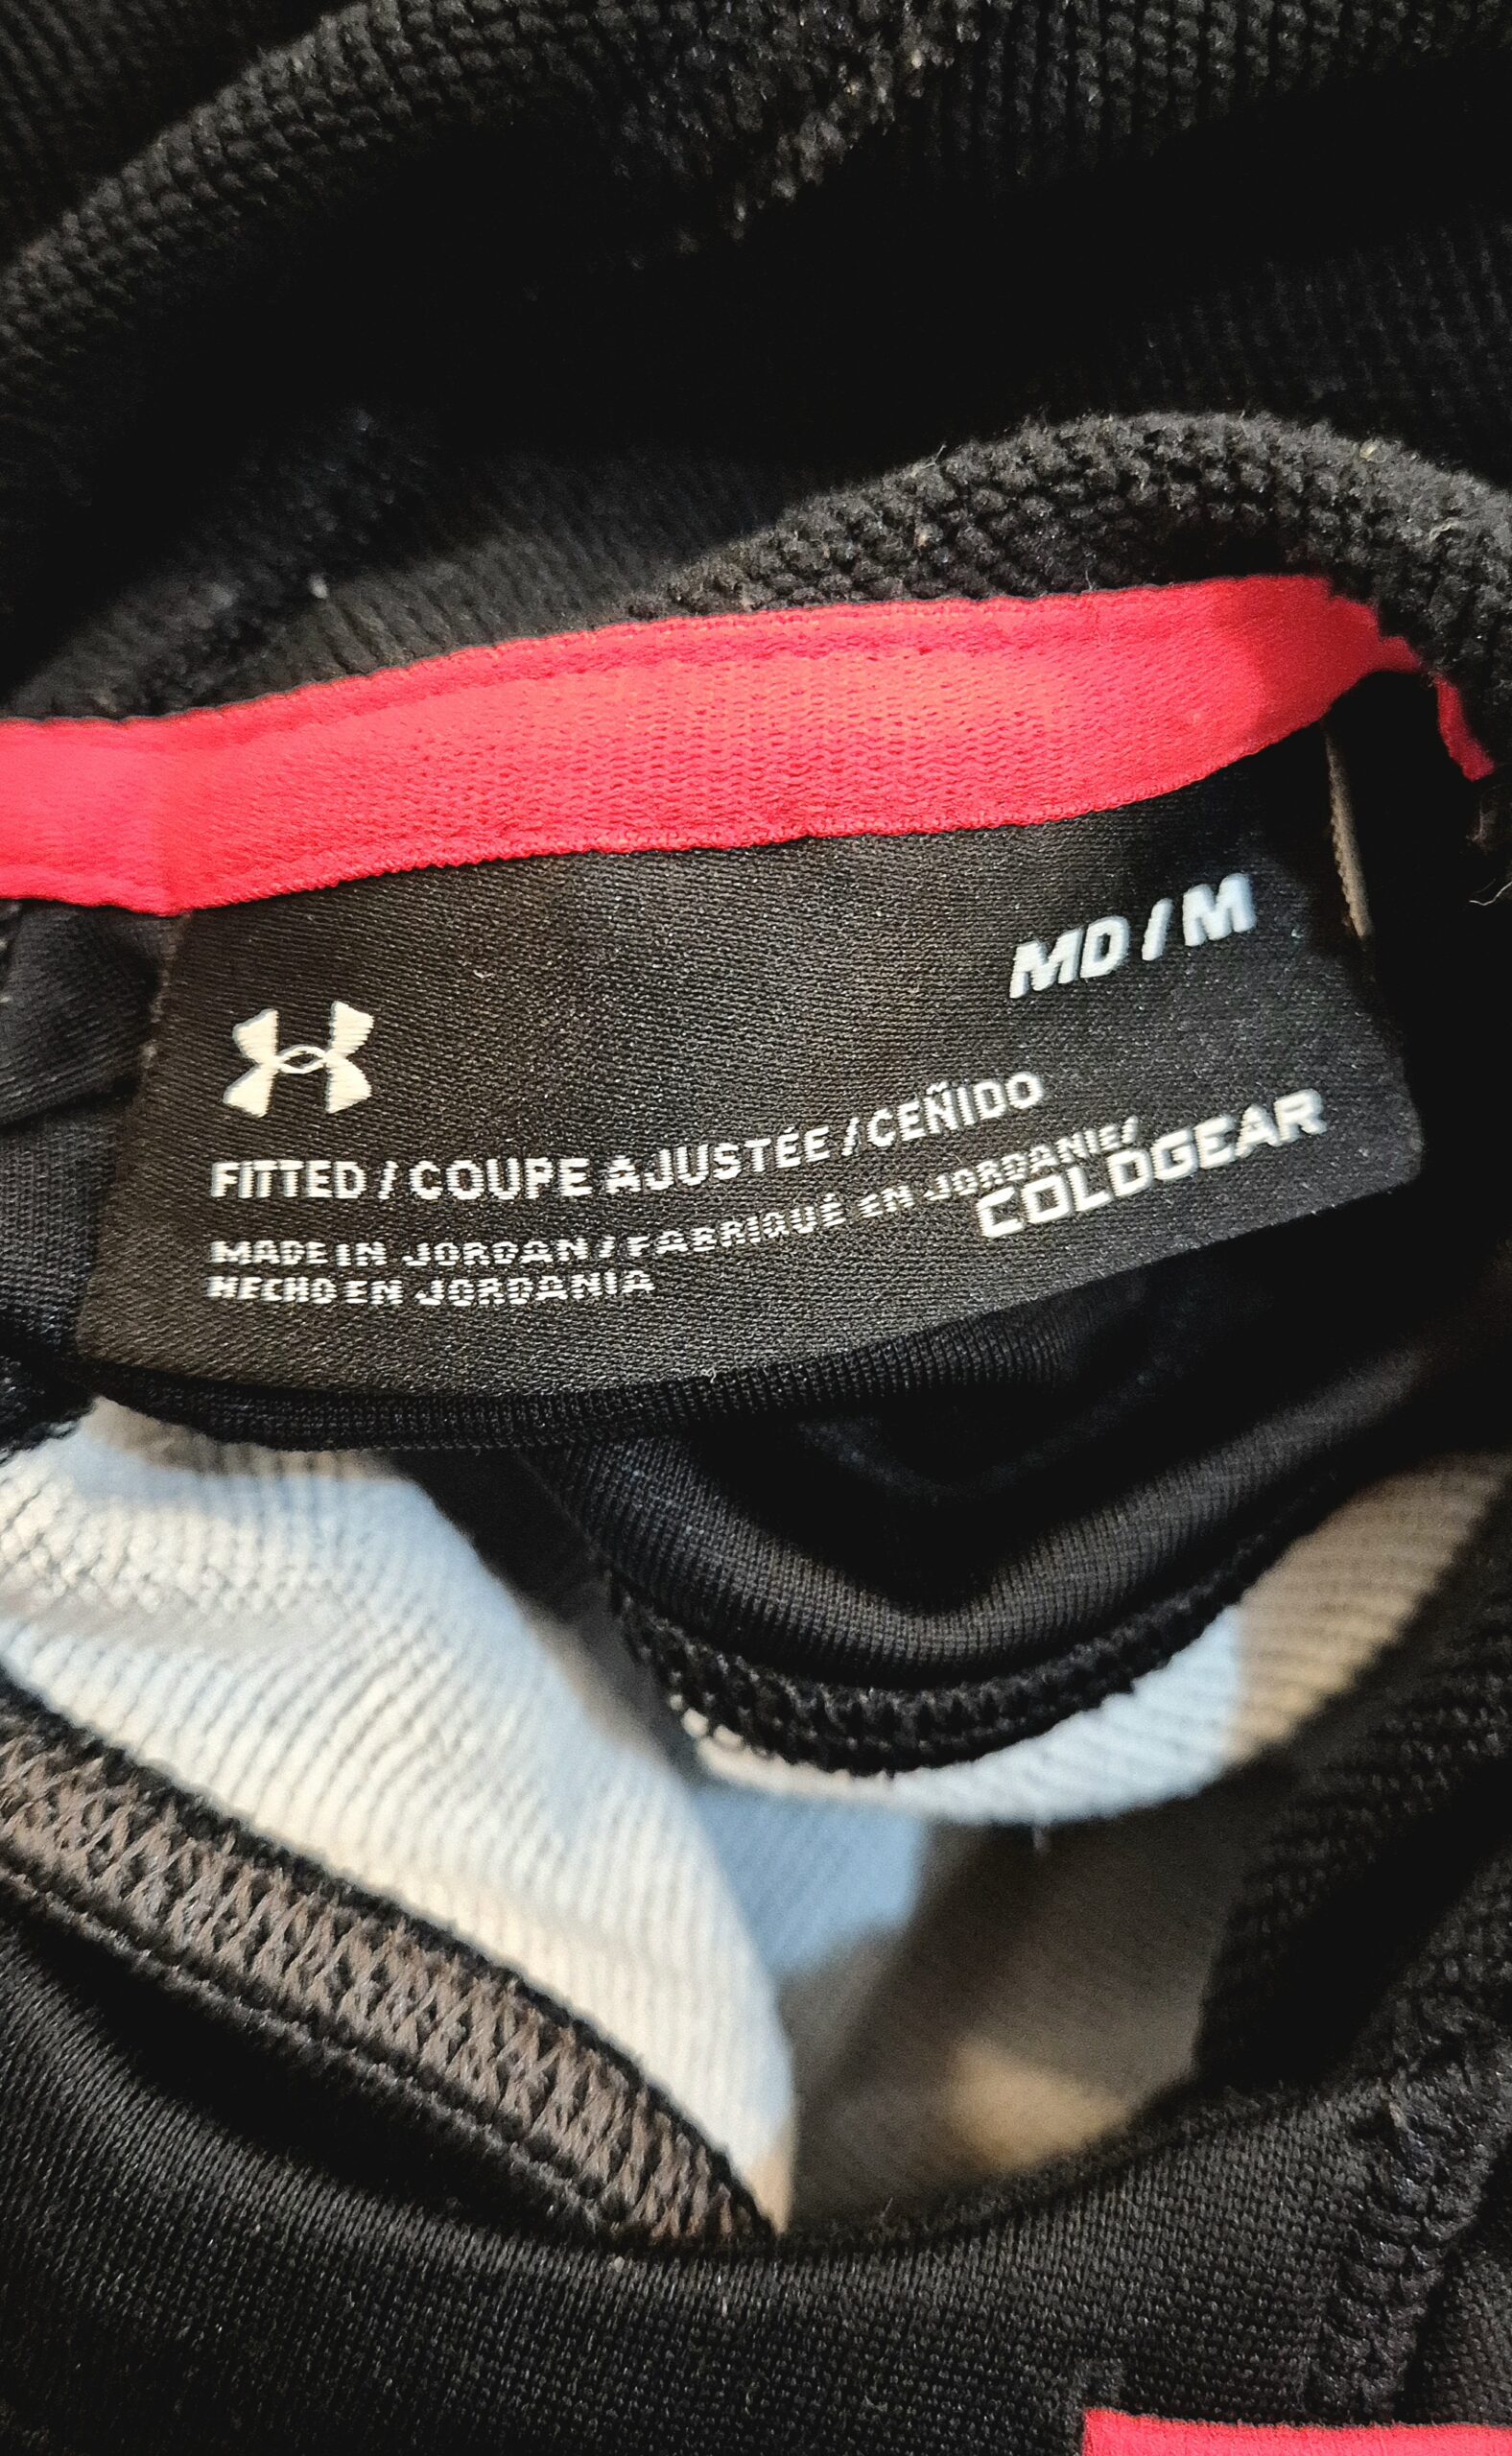 MD / M
FITTED / COUPE AJUSTÉE / CEÑIDO
MADE IN JORDAN / FABRIQUÉ EN JORDANIE/
HECHO EN JORDANIA
COLDGEAR